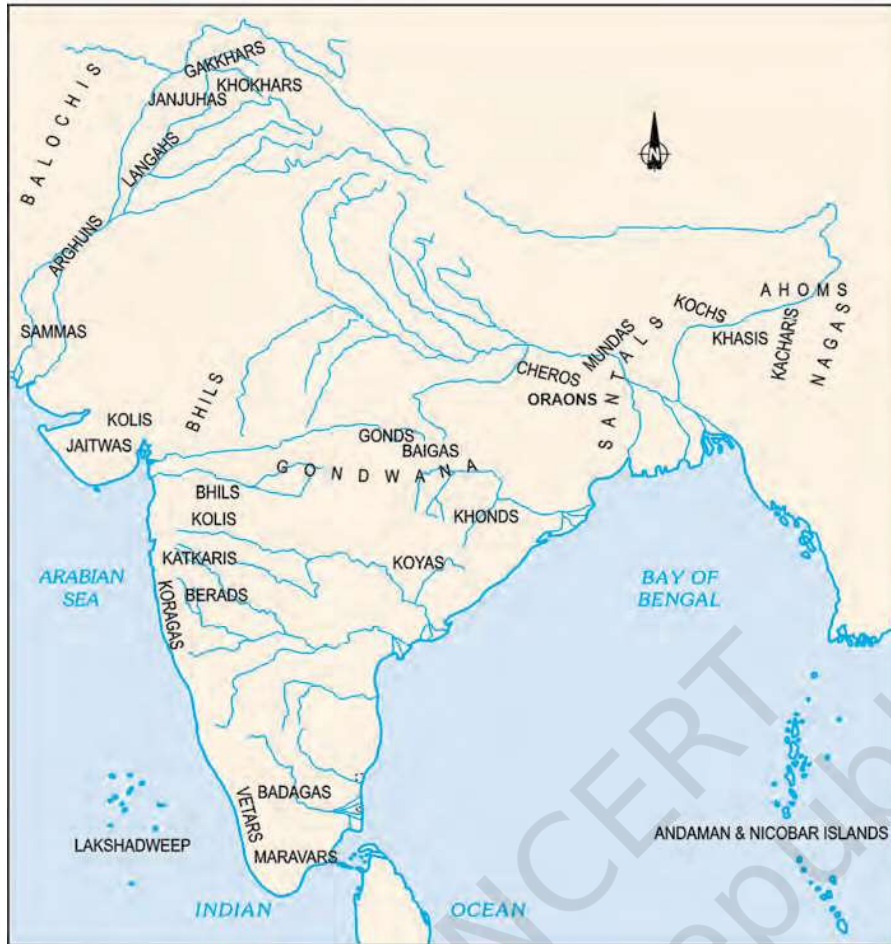 GAKKHARS
KHOKHARS
JANJUHAS
BALOCHIS
LANGAHS
ARGHUNS
SAMMAS
N
AHOMS
KOCHS
NAGAS
KHASIS
KACHARIS
MUNDAS
SANTALS
CHEROS
ORAONS
BHILS
KOLIS
JAITWAS
GONDS
BAIGAS
GONDWANA
BHILS
KOLIS
KHONDS
KATKARIS
KOYAS
BERADS
KORAGAS
ARABIAN
SEA
BAY OF
BENGAL
BADAGAS
VETARS
MARAVARS
LAKSHADWEEP
ANDAMAN & NICOBAR ISLANDS
INDIAN OCEAN
NCERT
republ